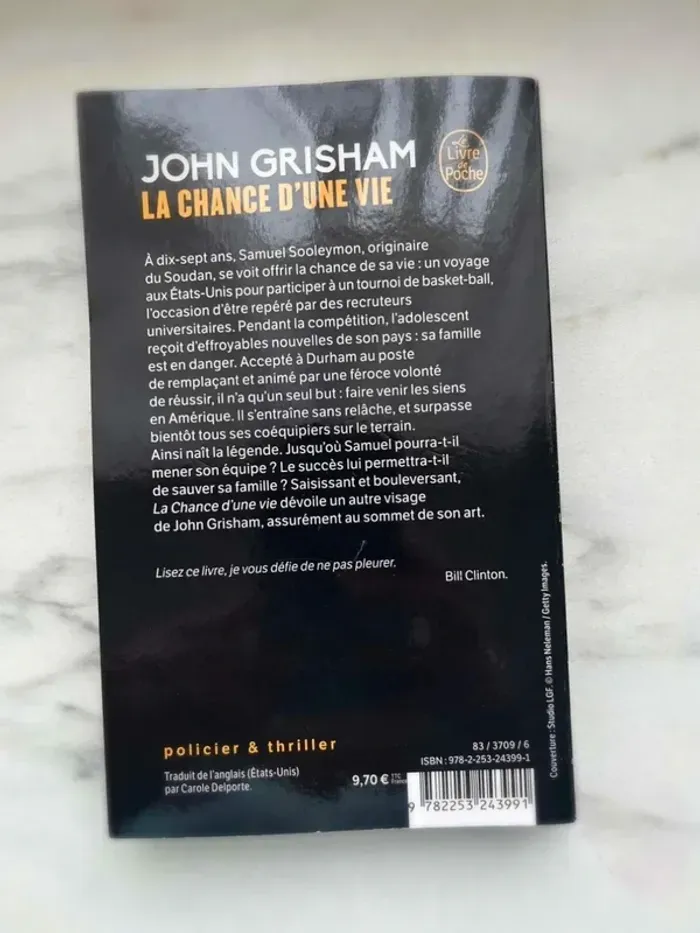 JOHN GRISHAM
LA CHANCE D'UNE VIE
Le
Livre
de
Poche
À dix-sept ans, Samuel Sooleymon, originaire
du Soudan, se voit offrir la chance de sa vie : un voyage
aux États-Unis pour participer à un tournoi de basket-ball,
l'occasion d'être repéré par des recruteurs
universitaires. Pendant la compétition, l'adolescent
reçoit d'effroyables nouvelles de son pays : sa famille
est en danger. Accepté à Durham au poste
de remplaçant et animé par une féroce volonté
de réussir, il n'a qu'un seul but : faire venir les siens
en Amérique. Il s'entraîne sans relâche, et surpasse
bientôt tous ses coéquipiers sur le terrain.
Ainsi naît la légende. Jusqu'où Samuel pourra-t-il
mener son équipe ? Le succès lui permettra-t-il
de sauver sa famille ? Saisissant et bouleversant,
La Chance d'une vie dévoile un autre visage
de John Grisham, assurément au sommet de son art.
Lisez ce livre, je vous défie de ne pas pleurer.
Bill Clinton.
Couverture : Studio LGF. © Hans Neleman / Getty Images.
policier & thriller
Traduit de l'anglais (États-Unis)
par Carole Delporte.
9,70 € TTC
France
83 / 3709 / 6
ISBN : 978-2-253-24399-1
9 782253 243991